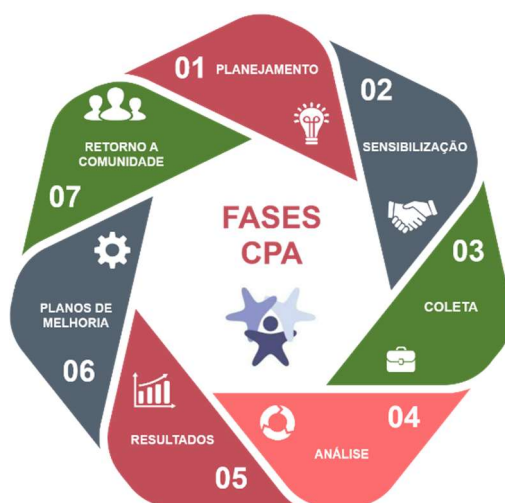 01 PLANEJAMENTO
02
SENSIBILIZAÇÃO
03
COLETA
04
ANÁLISE
RESULTADOS
05
PLANOS DE
MELHORIA
06
RETORNO A
COMUNIDADE
07
FASES
CPA